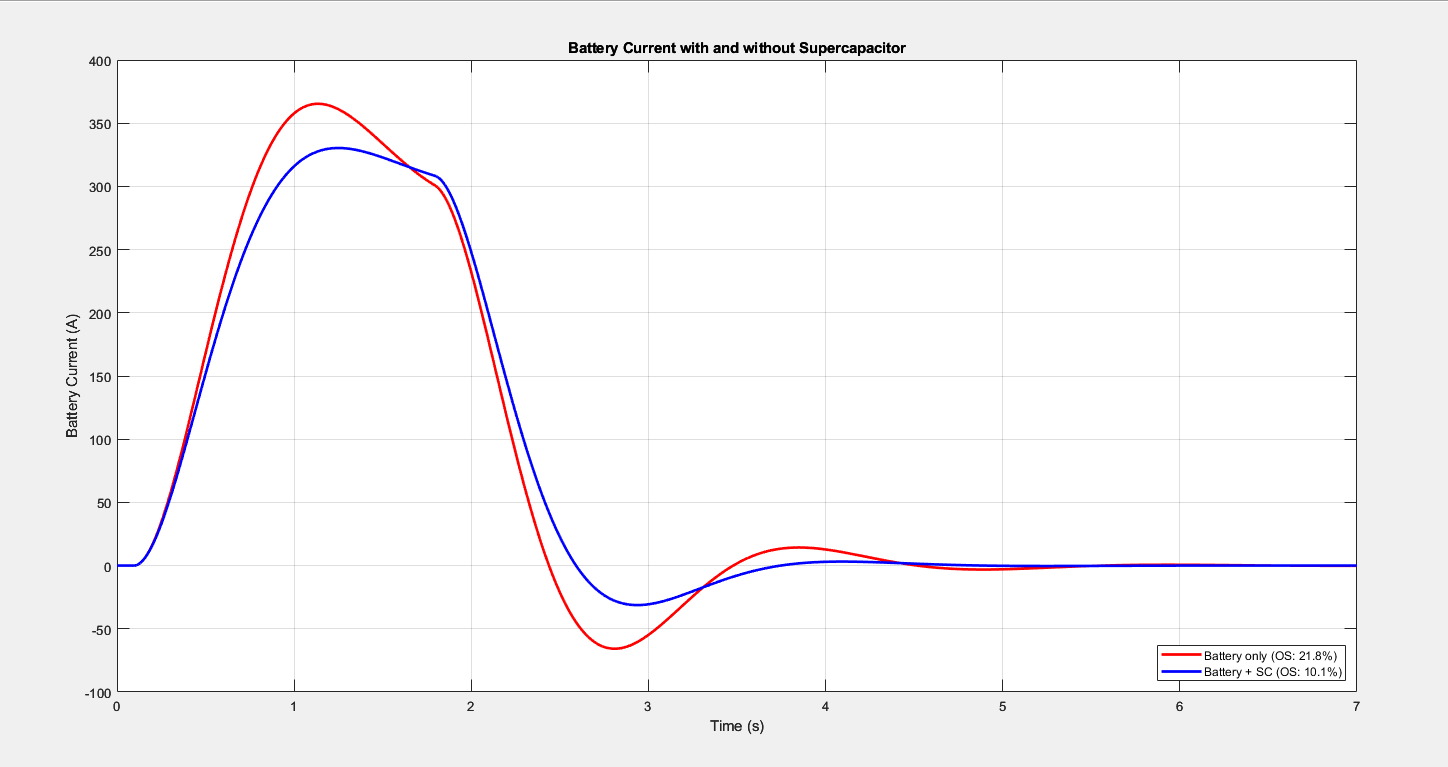 Battery Current with and without Supercapacitor
400
350
300
250
200
150
100
50
0
-50
-100
Battery Current (A)
Battery only (OS: 21.8%)
Battery + SC (OS: 10.1%)
0 1 2 3 4 5 6 7
Time (s)